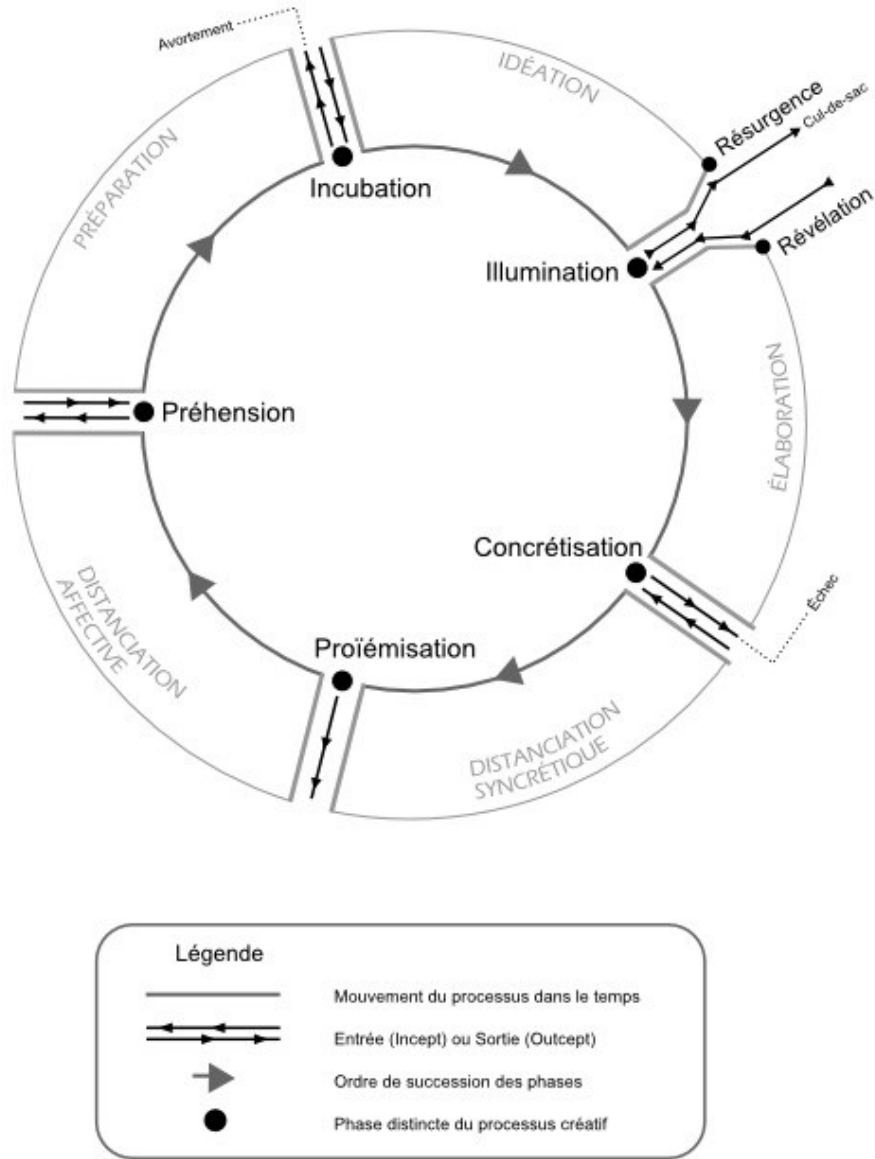 Avortement
IDÉATION
Résurgence
Cul-de-sac
PRÉPARATION
Incubation
Révélation
Illumination
ÉLABORATION
Préhension
Concrétisation
Échec
DISTANCIATION
AFFECTIVE
Proïémisation
DISTANCIATION
SYNCRÉTIQUE
Légende
Mouvement du processus dans le temps
Entrée (Incept) ou Sortie (Outcept)
Ordre de succession des phases
Phase distincte du processus créatif